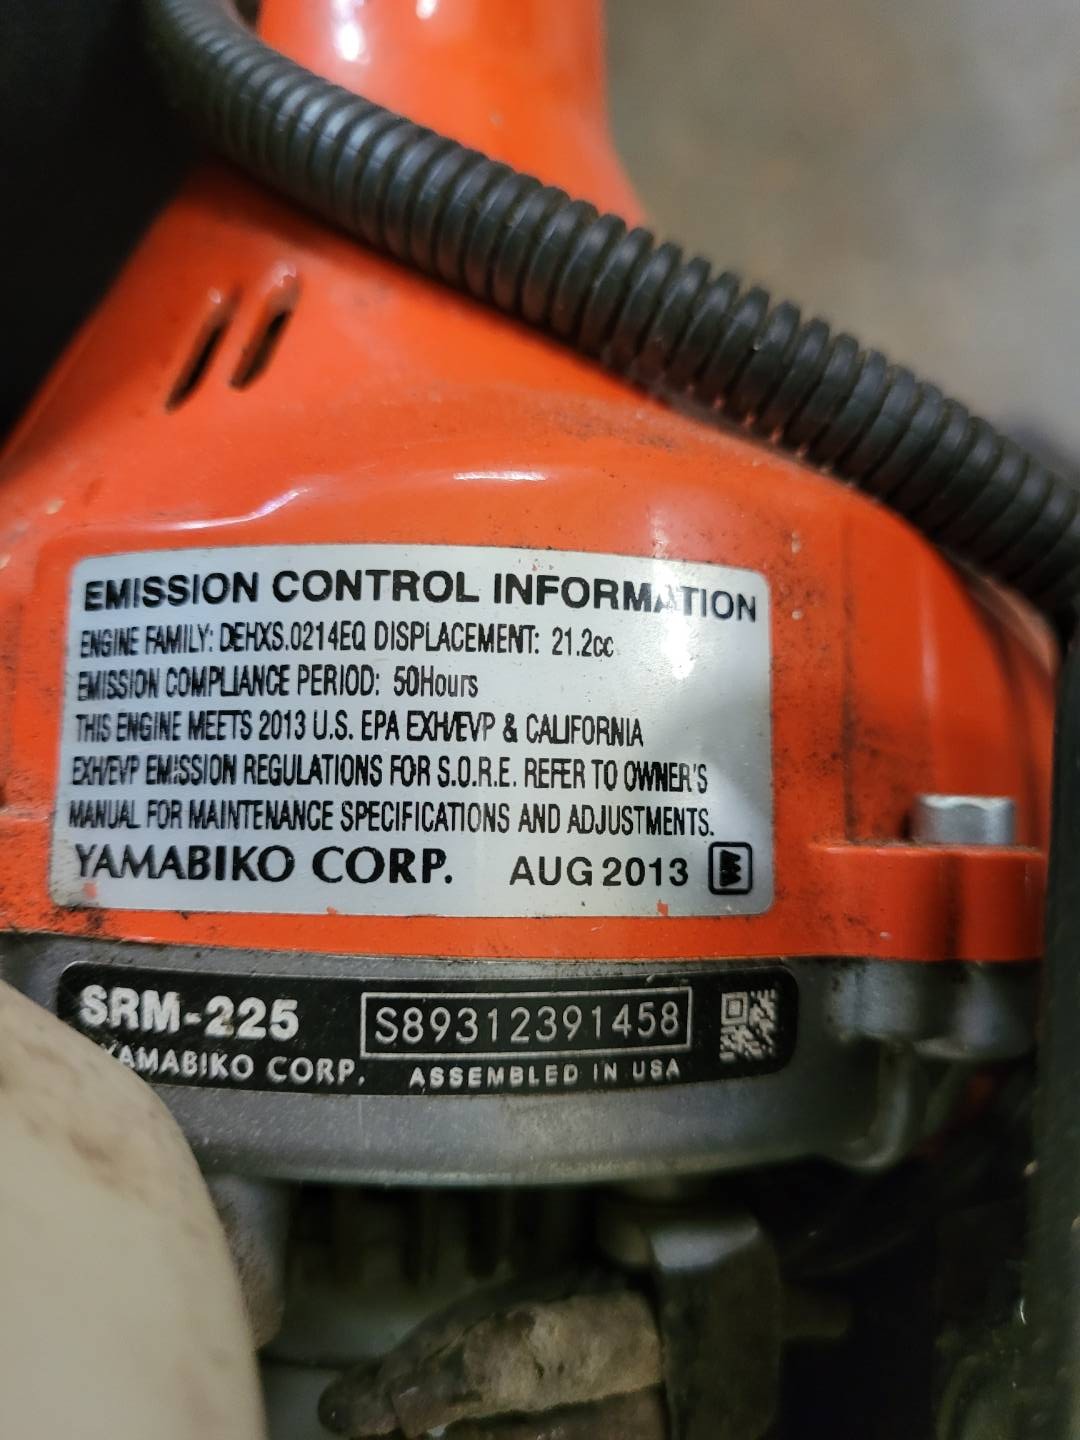 EMISSION CONTROL INFORMATION
ENGINE FAMILY: DEHXS.0214EQ DISPLACEMENT: 21.2cc
EMISSION COMPLIANCE PERIOD: 50Hours
THIS ENGINE MEETS 2013 U.S. EPA EXH/EVP & CALIFORNIA
EXH/EVP EMISSION REGULATIONS FOR S.O.R.E. REFER TO OWNER'S
MANUAL FOR MAINTENANCE SPECIFICATIONS AND ADJUSTMENTS.
YAMABIKO CORP. AUG 2013
SRM-225 S89312391458
YAMABIKO CORP. ASSEMBLED IN USA